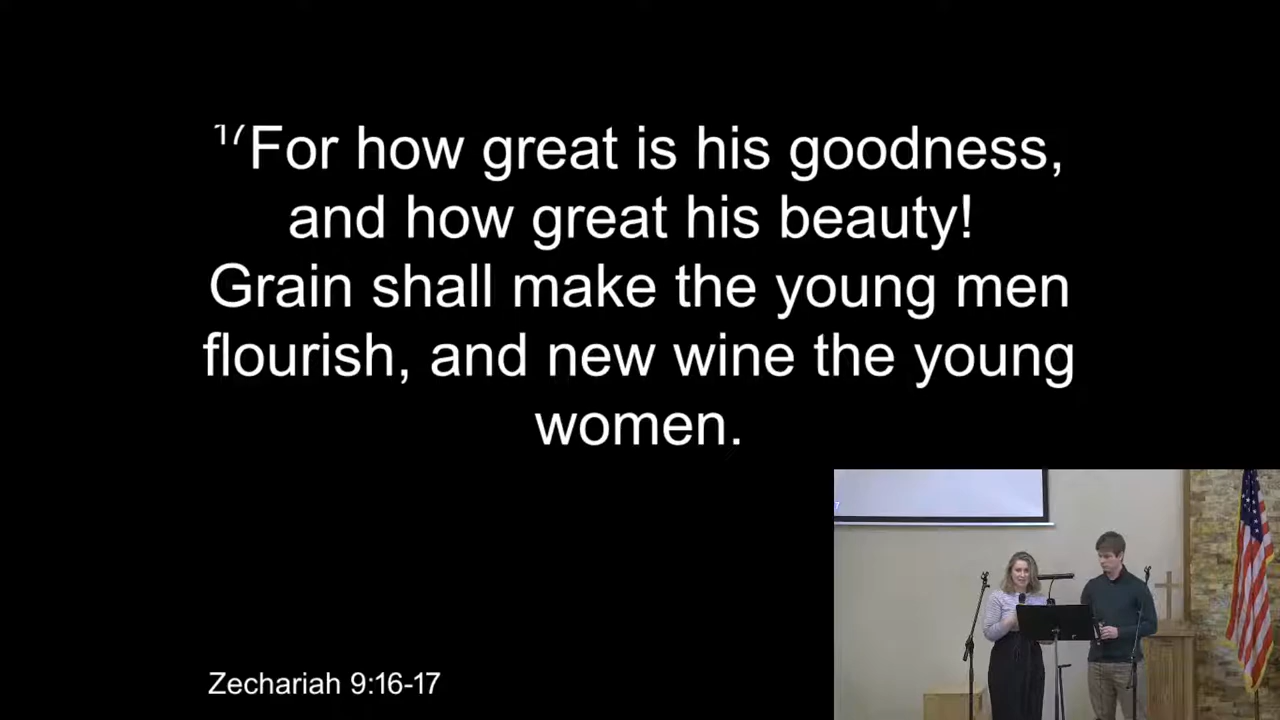 17For how great is his goodness,
and how great his beauty!
Grain shall make the young men
flourish, and new wine the young
women.
Zechariah 9:16-17